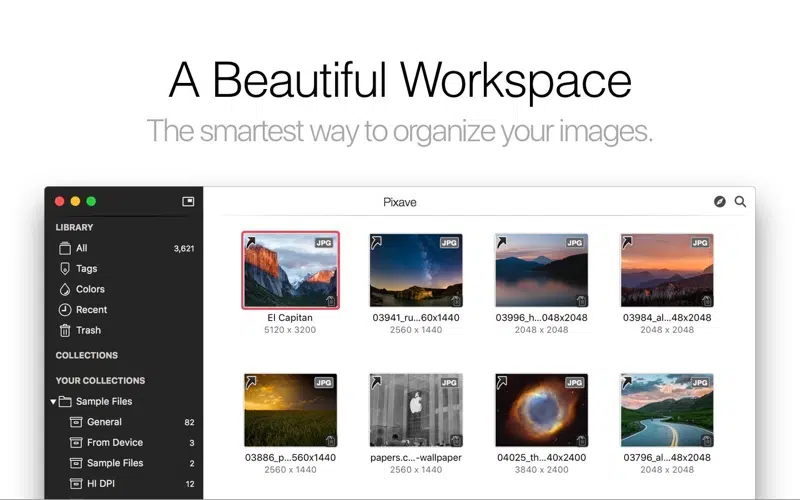 A Beautiful Workspace
The smartest way to organize your images.
Pixave
LIBRARY
All 3,621
Tags
Colors
Recent
Trash
COLLECTIONS
YOUR COLLECTIONS
Sample Files
General 82
From Device 3
Sample Files 2
HI DPI 12
JPG JPG JPG JPG
El Capitan 03941_ru...60x1440 03996_h...048x2048 03984_al...48x2048
5120 x 3200 2560 x 1440 2048 x 2048 2048 x 2048
JPG JPG JPG JPG
03886_p...560x1440 papers.c...-wallpaper 04025_th...40x2400 03796_al...48x2048
2560 x 1440 2560 x 1440 3840 x 2400 2048 x 2048